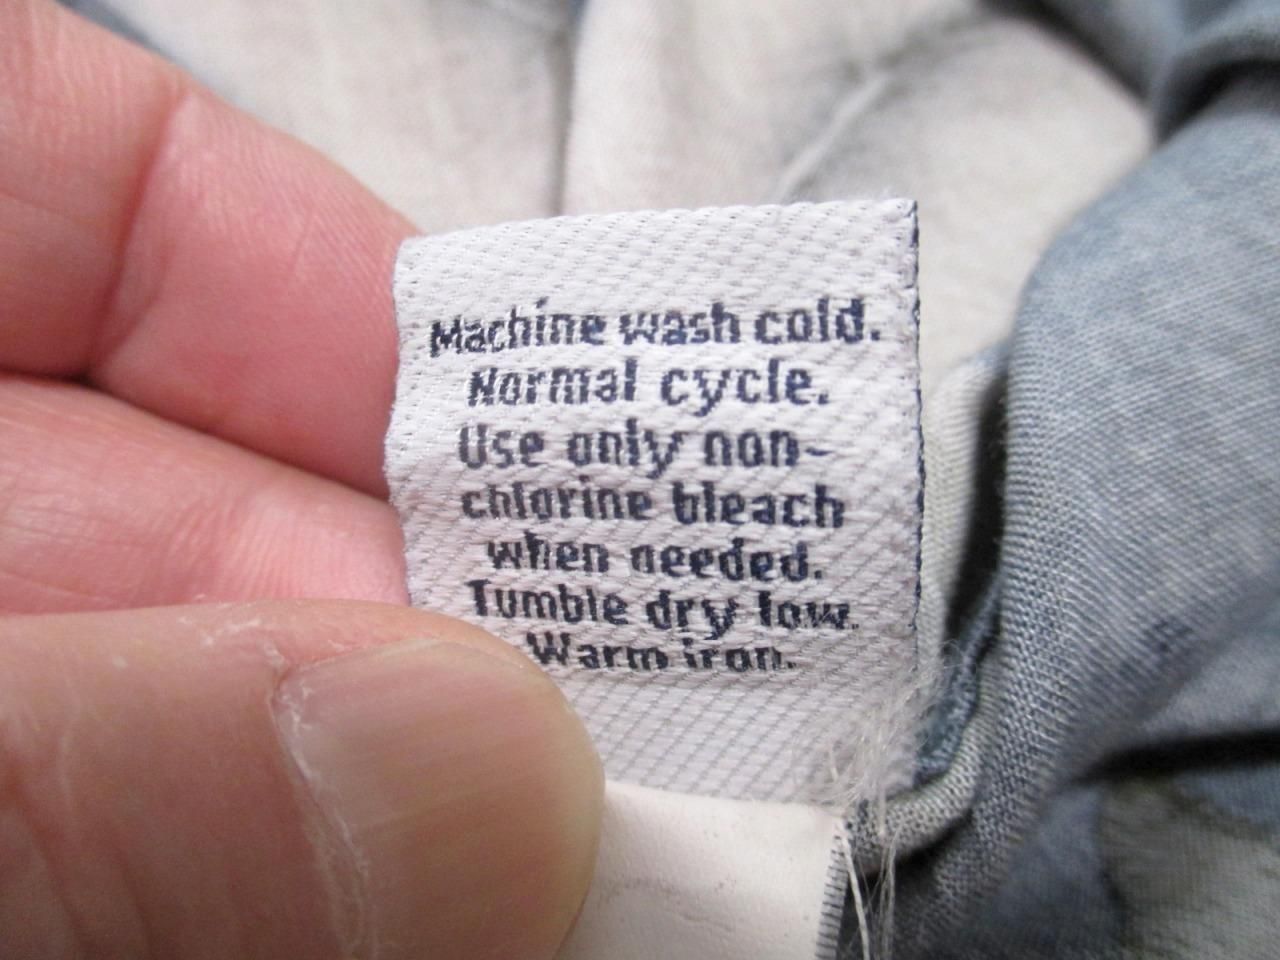 Machine wash cold.
Normal cycle.
Use only non-
chlorine bleach
when needed.
Tumble dry low.
Warm iron.